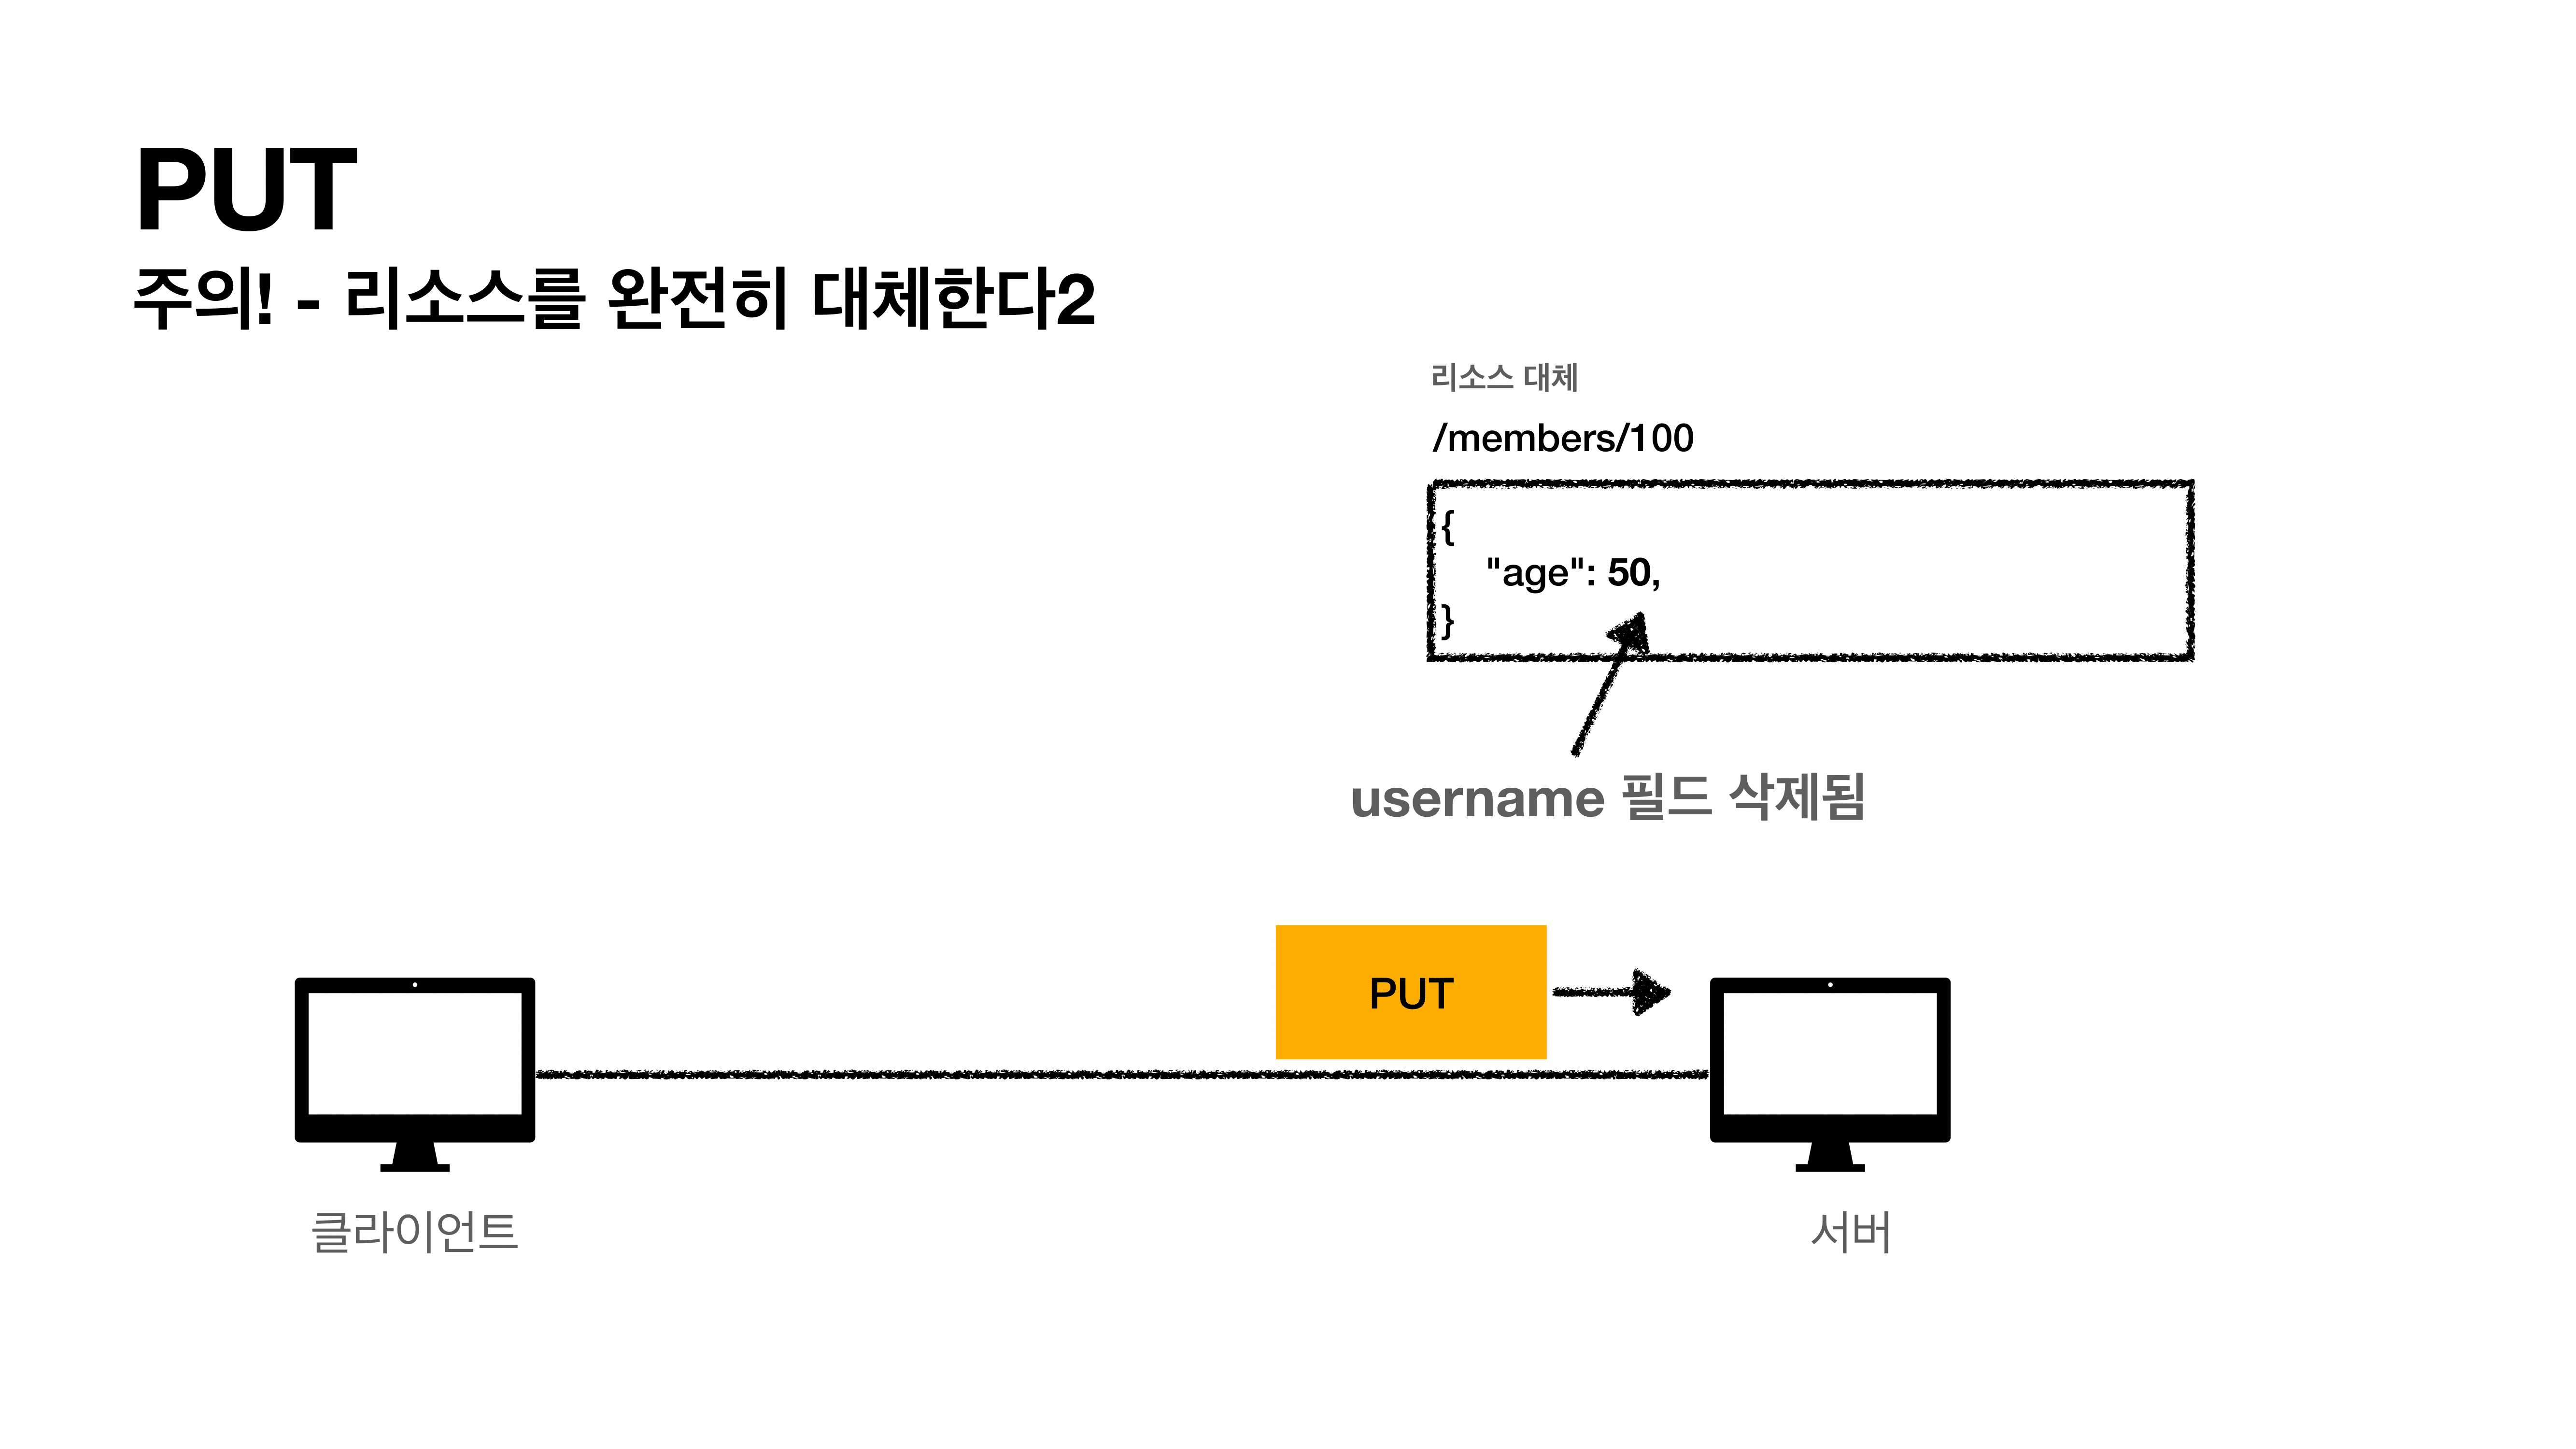 PUT
주의! - 리소스를 완전히 대체한다2
리소스 대체
/members/100
{
"age": 50,
}
username 필드 삭제됨
PUT
클라이언트
서버